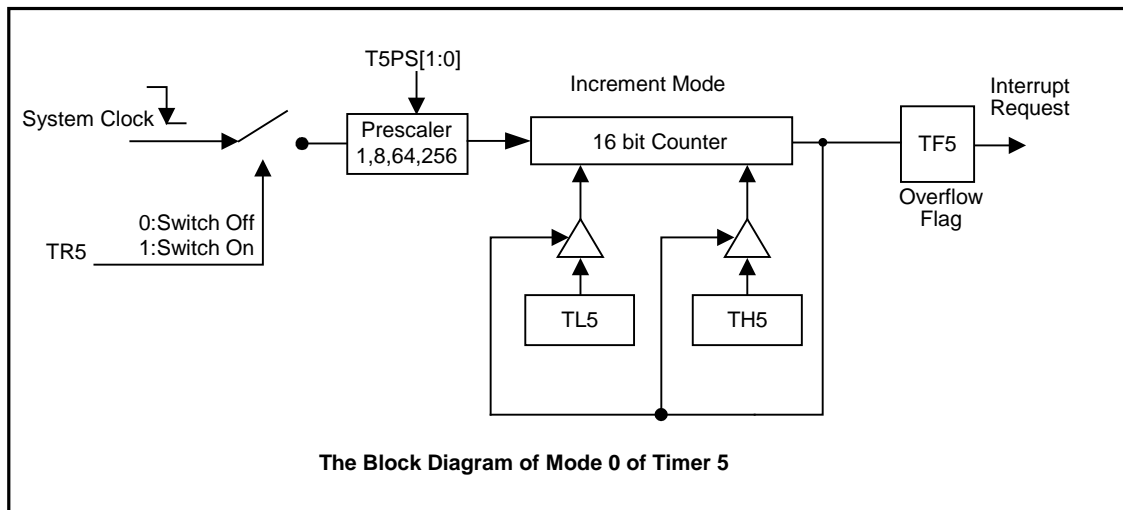 T5PS[1:0]
Increment Mode
Interrupt
Request
System Clock
Prescaler
1,8,64,256
16 bit Counter
TF5
Overflow
Flag
0:Switch Off
1:Switch On
TR5
TL5
TH5
The Block Diagram of Mode 0 of Timer 5